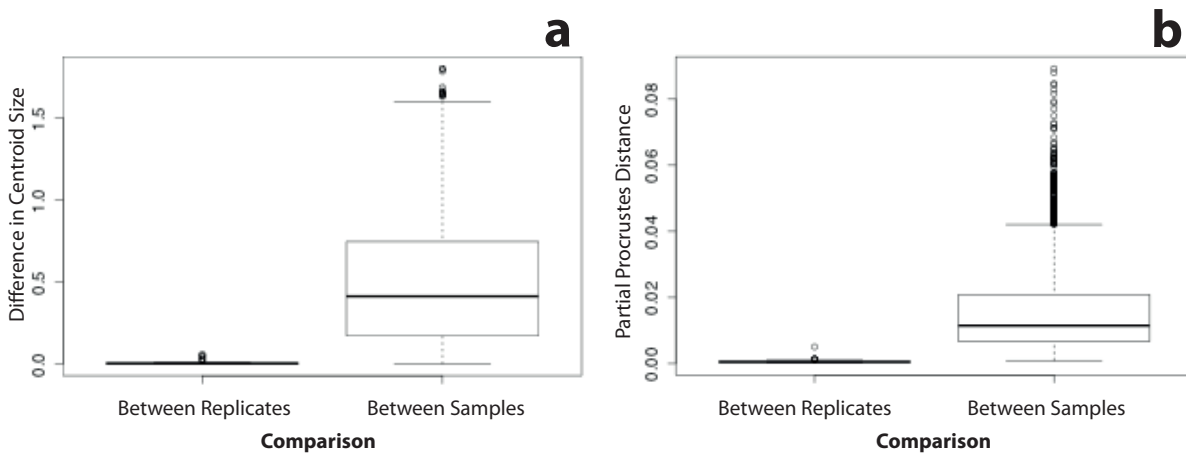 a
Difference in Centroid Size
1.5
1.0
0.5
0.0
Between Replicates
Between Samples
Comparison
b
Partial Procrustes Distance
0.08
0.06
0.04
0.02
0.00
Between Replicates
Between Samples
Comparison